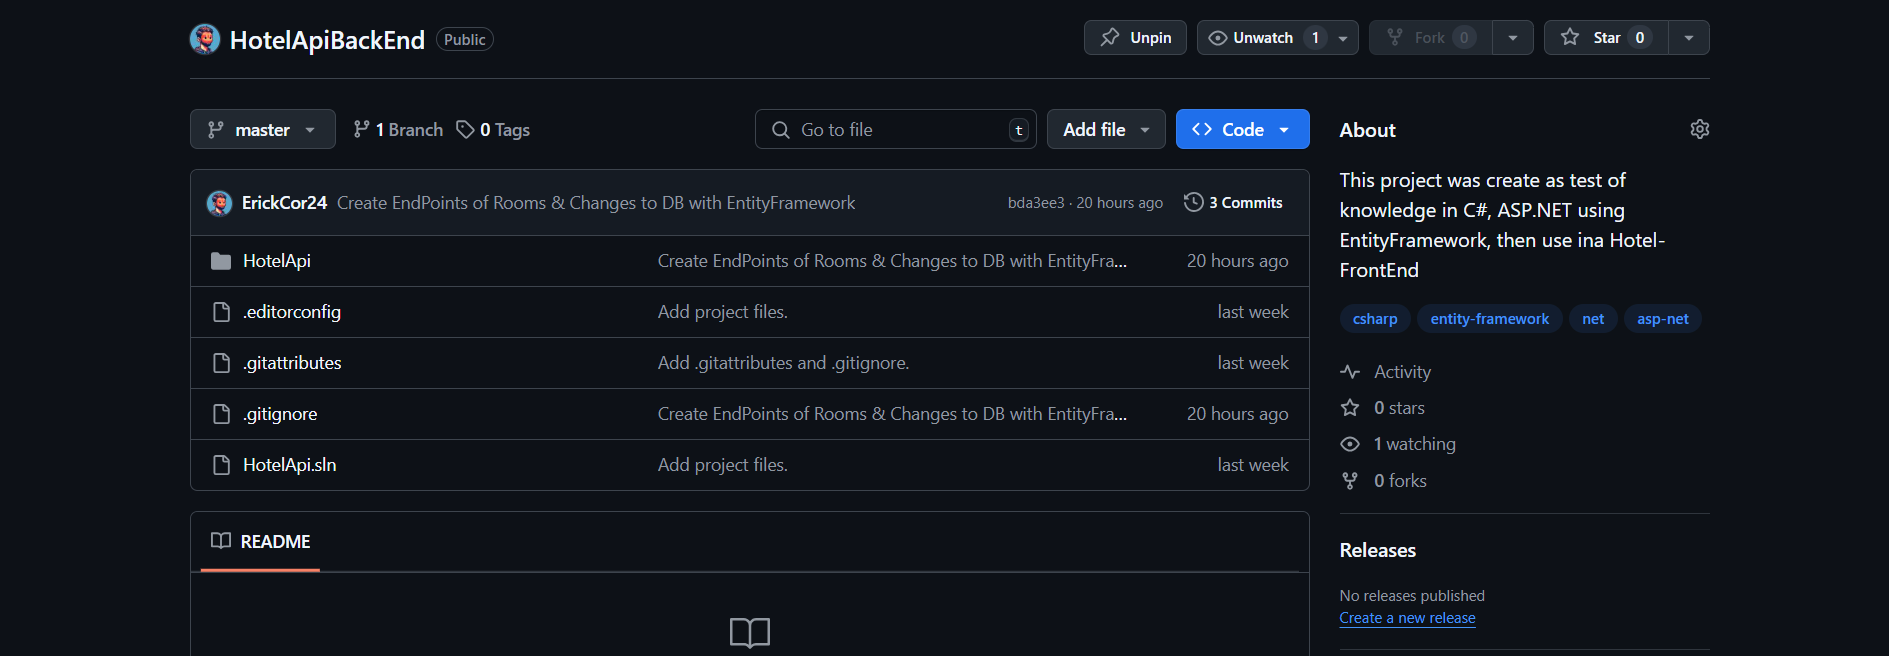 HotelApiBackEnd Public Unpin Unwatch 1 Fork 0 Star 0
master 1 Branch 0 Tags Go to file t Add file Code
ErickCor24 Create EndPoints of Rooms & Changes to DB with EntityFramework bda3ee3 · 20 hours ago 3 Commits
HotelApi Create EndPoints of Rooms & Changes to DB with EntityFra... 20 hours ago
.editorconfig Add project files. last week
.gitattributes Add .gitattributes and .gitignore. last week
.gitignore Create EndPoints of Rooms & Changes to DB with EntityFra... 20 hours ago
HotelApi.sln Add project files. last week
README
About
This project was create as test of
knowledge in C#, ASP.NET using
EntityFramework, then use ina Hotel-
FrontEnd
csharp entity-framework net asp-net
Activity
0 stars
1 watching
0 forks
Releases
No releases published
Create a new release